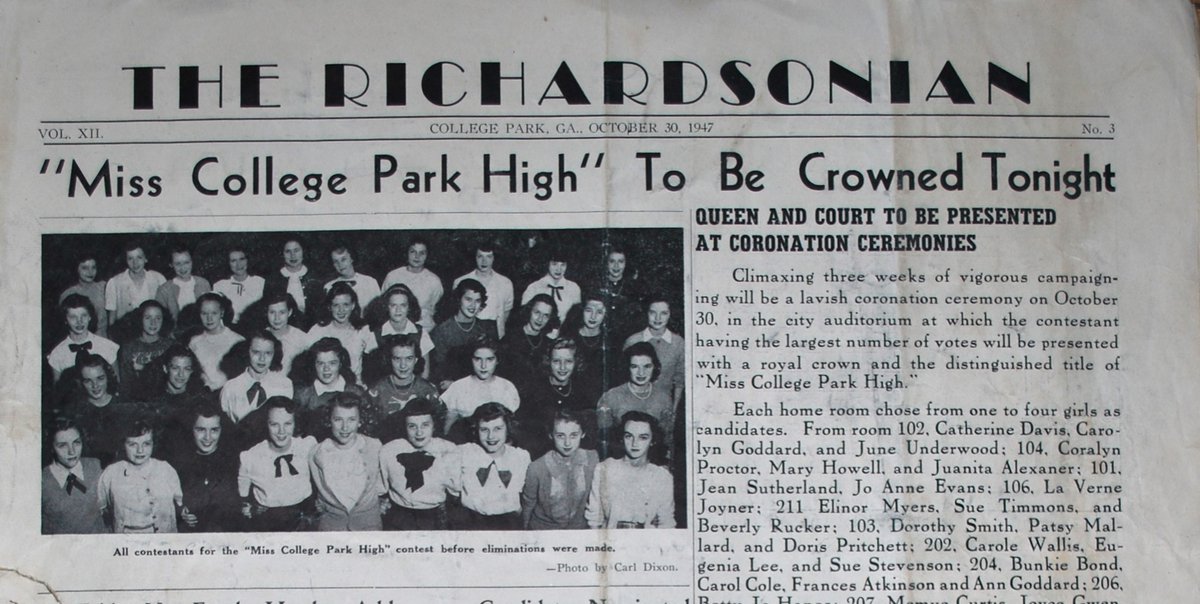 THE RICHARDSONIAN
VOL. XII.
COLLEGE PARK, GA., OCTOBER 30, 1947
No. 3
"Miss College Park High" To Be Crowned Tonight
All contestants for the "Miss College Park High" contest before eliminations were made.
—Photo by Carl Dixon.
QUEEN AND COURT TO BE PRESENTED
AT CORONATION CEREMONIES
Climaxing three weeks of vigorous campaign-
ing will be a lavish coronation ceremony on October
30, in the city auditorium at which the contestant
having the largest number of votes will be presented
with a royal crown and the distinguished title of
"Miss College Park High."
Each home room chose from one to four girls as
candidates. From room 102, Catherine Davis, Caro-
lyn Goddard, and June Underwood; 104, Coralyn
Proctor, Mary Howell, and Juanita Alexaner; 101,
Jean Sutherland, Jo Anne Evans; 106, La Verne
Joyner; 211 Elinor Myers, Sue Timmons, and
Beverly Rucker; 103, Dorothy Smith, Patsy Mal-
lard, and Doris Pritchett; 202, Carole Wallis, Eu-
genia Lee, and Sue Stevenson; 204, Bunkie Bond,
Carol Cole, Frances Atkinson and Ann Goddard; 206,